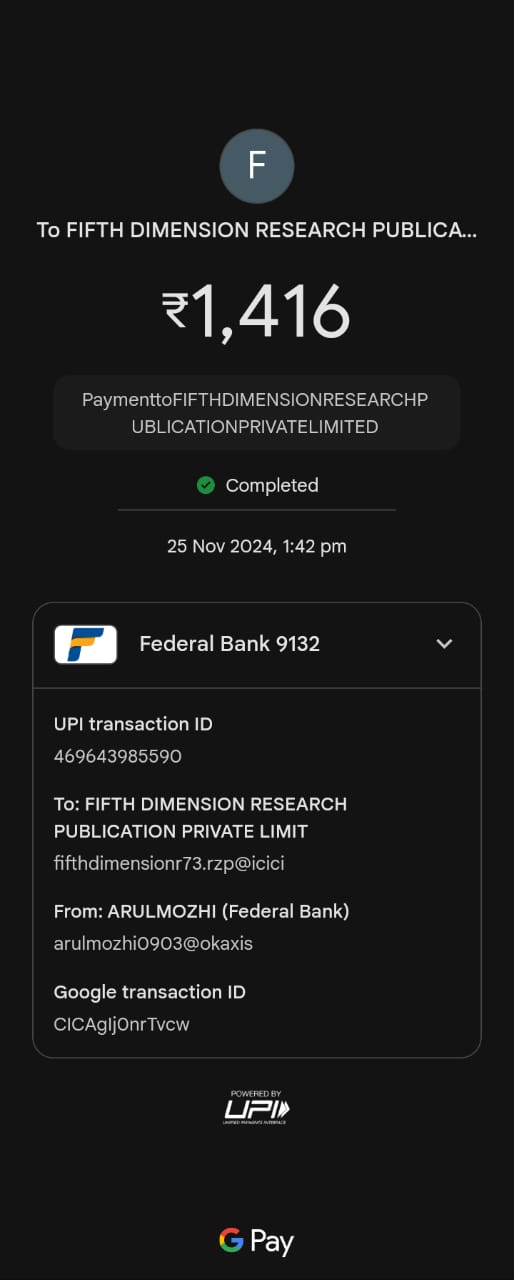 F
To FIFTH DIMENSION RESEARCH PUBLICA...
₹1,416
PaymenttoFIFTHDIMENSIONRESEARCHP
UBLICATIONPRIVATELIMITED
Completed
25 Nov 2024, 1:42 pm
Federal Bank 9132
UPI transaction ID
469643985590
To: FIFTH DIMENSION RESEARCH
PUBLICATION PRIVATE LIMIT
fifthdimensionr73.rzp@icici
From: ARULMOZHI (Federal Bank)
arulmozhi0903@okaxis
Google transaction ID
CICAgIj0nrTvcw
POWERED BY
UPI
UNIFIED PAYMENTS INTERFACE
G Pay